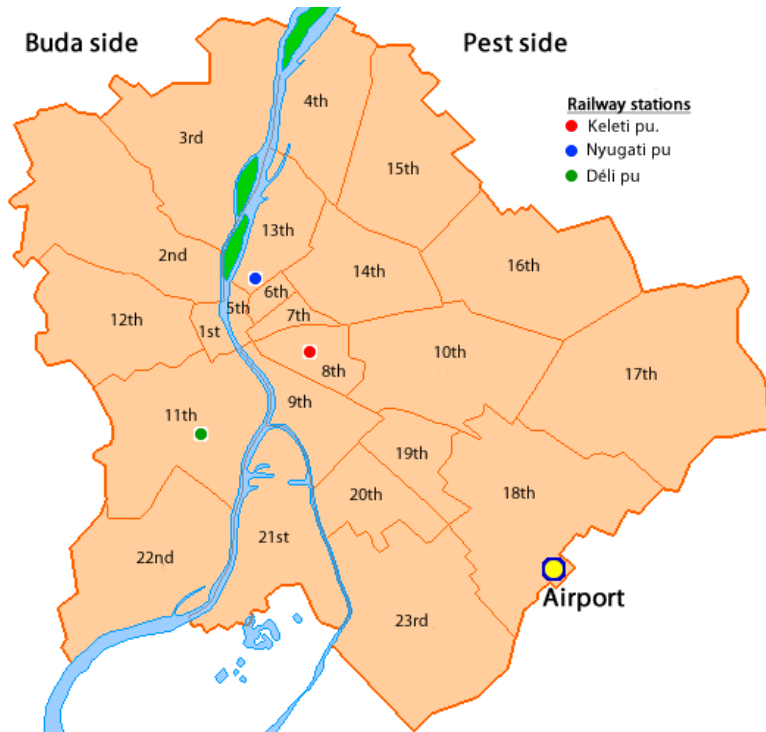 Buda side
Pest side
Railway stations
Keleti pu.
Nyugati pu
Déli pu
4th
3rd
15th
13th
2nd
14th
16th
6th
5th
12th
7th
1st
10th
8th
17th
9th
11th
19th
20th
18th
21st
22nd
Airport
23rd